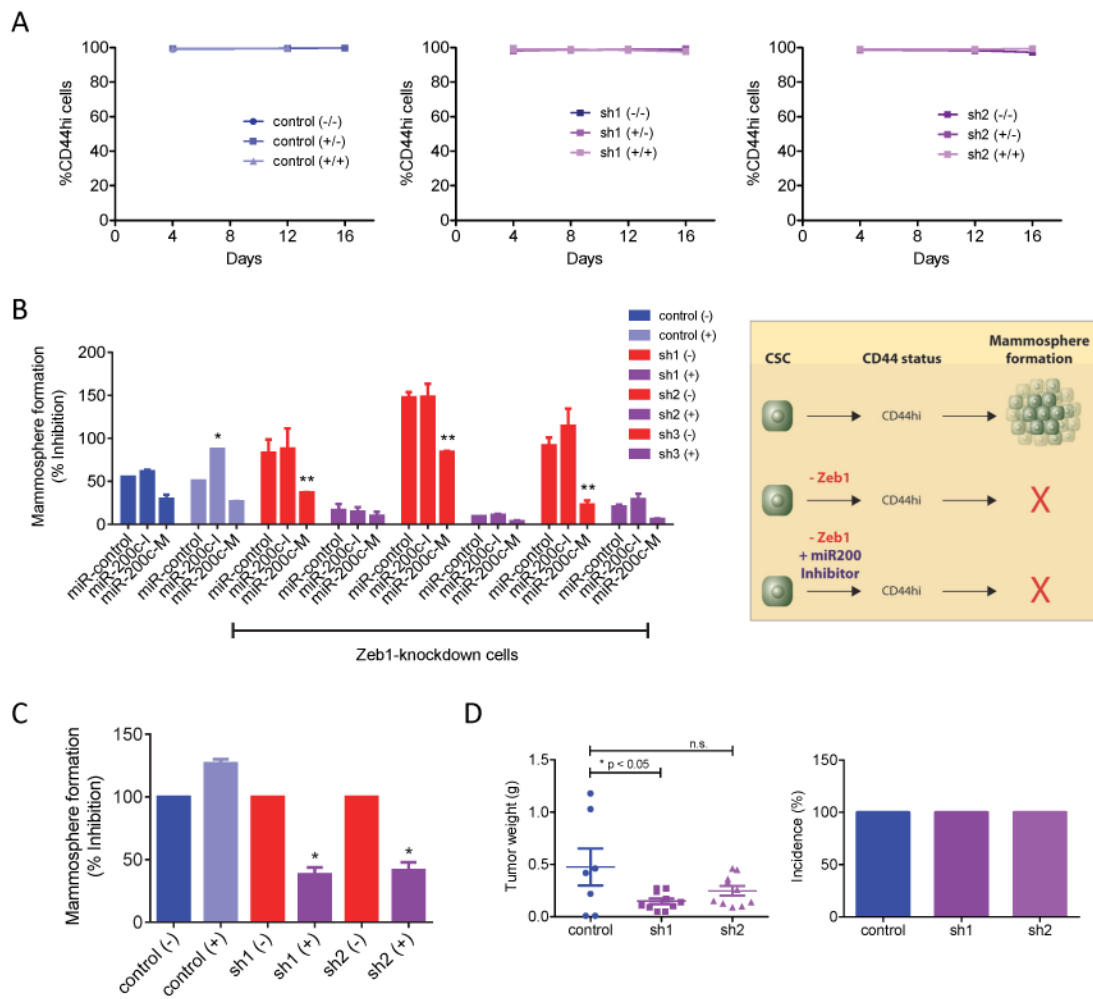 A
%CD44hi cells
100
80
60
40
20
0
0 4 8 12 16
Days
control (-/-)
control (+/-)
control (+/+)
%CD44hi cells
100
80
60
40
20
0
0 4 8 12 16
Days
sh1 (-/-)
sh1 (+/-)
sh1 (+/+)
%CD44hi cells
100
80
60
40
20
0
0 4 8 12 16
Days
sh2 (-/-)
sh2 (+/-)
sh2 (+/+)
B
Mammosphere formation
(% Inhibition)
200
150
100
50
0
*
**
**
**
control (-)
control (+)
sh1 (-)
sh1 (+)
sh2 (-)
sh2 (+)
sh3 (-)
sh3 (+)
miR-control
miR-200c-I
miR-200c-M
miR-control
miR-200c-I
miR-200c-M
miR-control
miR-200c-I
miR-200c-M
miR-control
miR-200c-I
miR-200c-M
miR-control
miR-200c-I
miR-200c-M
miR-control
miR-200c-I
miR-200c-M
miR-control
miR-200c-I
miR-200c-M
miR-control
miR-200c-I
miR-200c-M
Zeb1-knockdown cells
CSC CD44 status Mammosphere
formation
CD44hi
- Zeb1
CD44hi X
- Zeb1
+ miR200
Inhibitor
CD44hi X
C
Mammosphere formation
(% Inhibition)
150
100
50
0
* *
control (-)
control (+)
sh1 (-)
sh1 (+)
sh2 (-)
sh2 (+)
D
Tumor weight (g)
1.5
1.0
0.5
0.0
n.s.
* p < 0.05
control sh1 sh2
Incidence (%)
150
100
50
0
control sh1 sh2